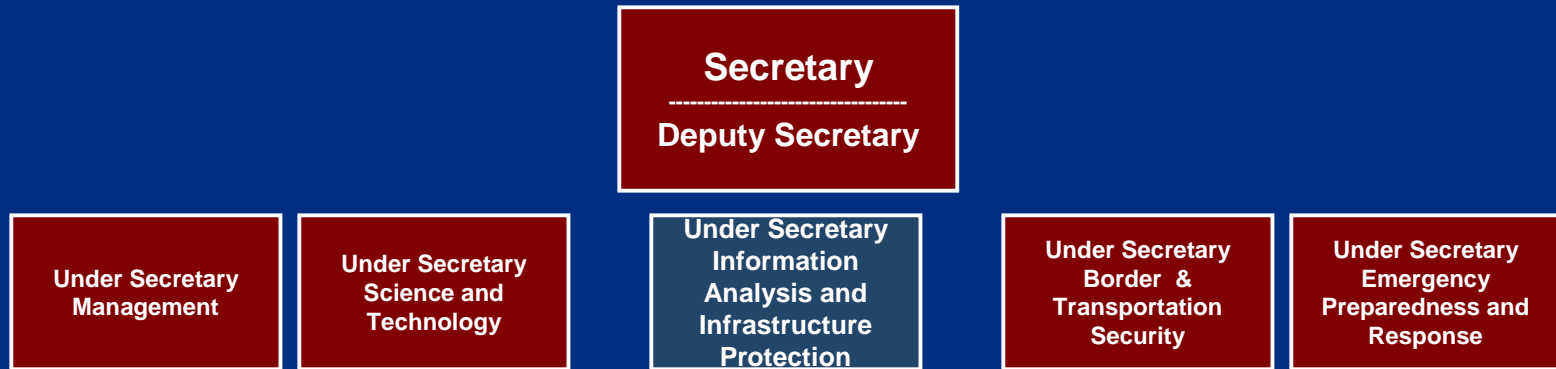 Secretary
----------------------------------
Deputy Secretary
Under Secretary
Management
Under Secretary
Science and
Technology
Under Secretary
Information
Analysis and
Infrastructure
Protection
Under Secretary
Border &
Transportation
Security
Under Secretary
Emergency
Preparedness and
Response